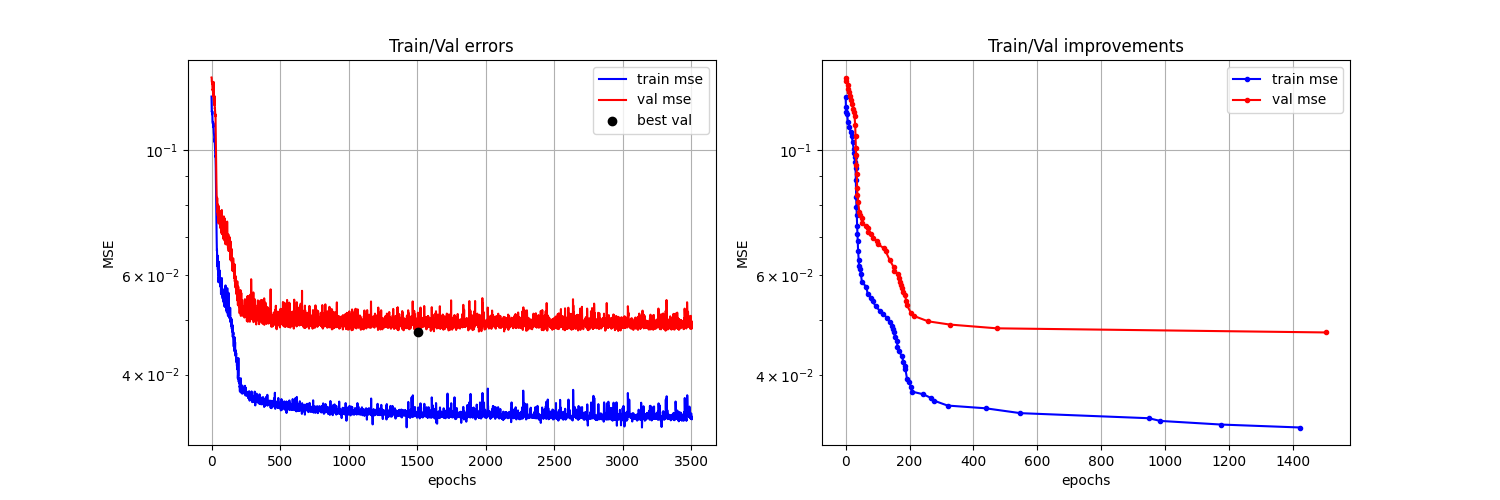 Train/Val errors
train mse
val mse
best val
10⁻¹
6 × 10⁻²
4 × 10⁻²
MSE
0 500 1000 1500 2000 2500 3000 3500
epochs
Train/Val improvements
train mse
val mse
10⁻¹
6 × 10⁻²
4 × 10⁻²
MSE
0 200 400 600 800 1000 1200 1400
epochs